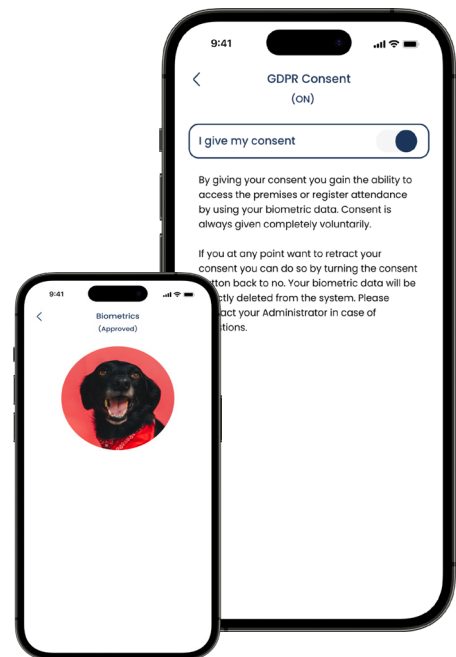 9:41
GDPR Consent
(ON)
I give my consent
By giving your consent you gain the ability to
access the premises or register attendance
by using your biometric data. Consent is
always given completely voluntarily.
If you at any point want to retract your
consent you can do so by turning the consent
back to no. Your biometric data will be
deleted from the system. Please
your Administrator in case of
9:41
Biometrics
(Approved)